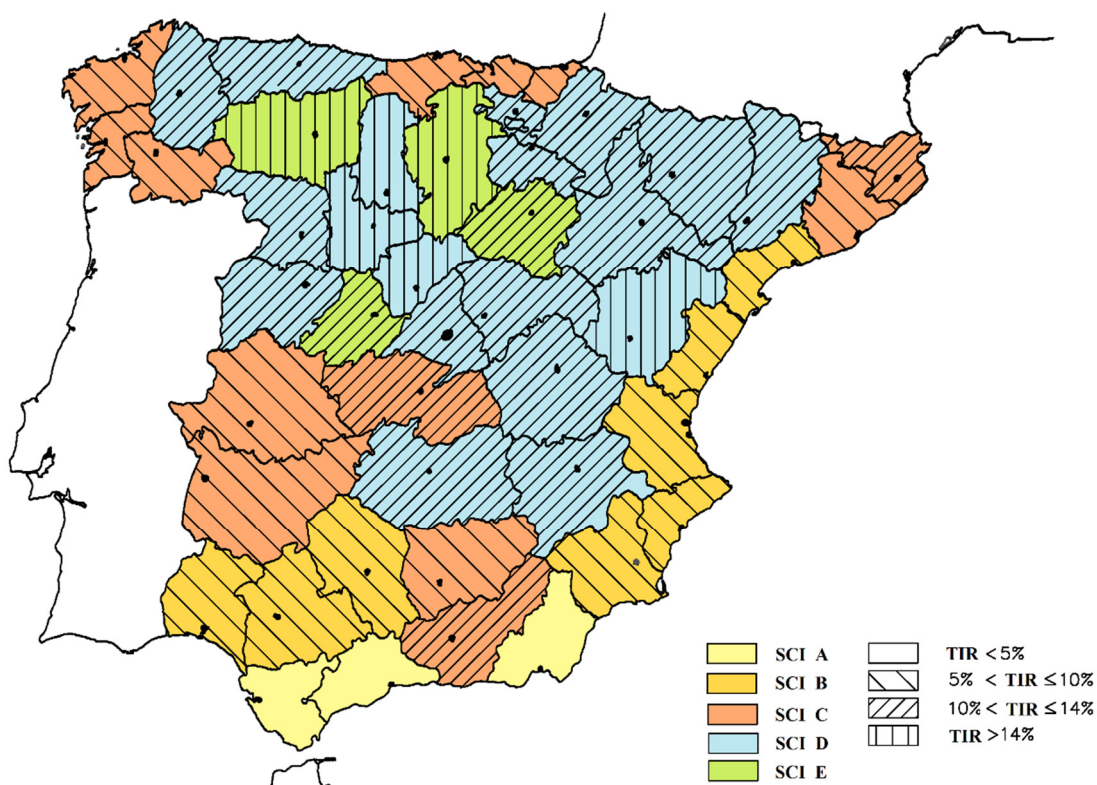 SCI A
SCI B
SCI C
SCI D
SCI E
TIR <5%
5% < TIR ≤10%
10% < TIR ≤14%
TIR >14%